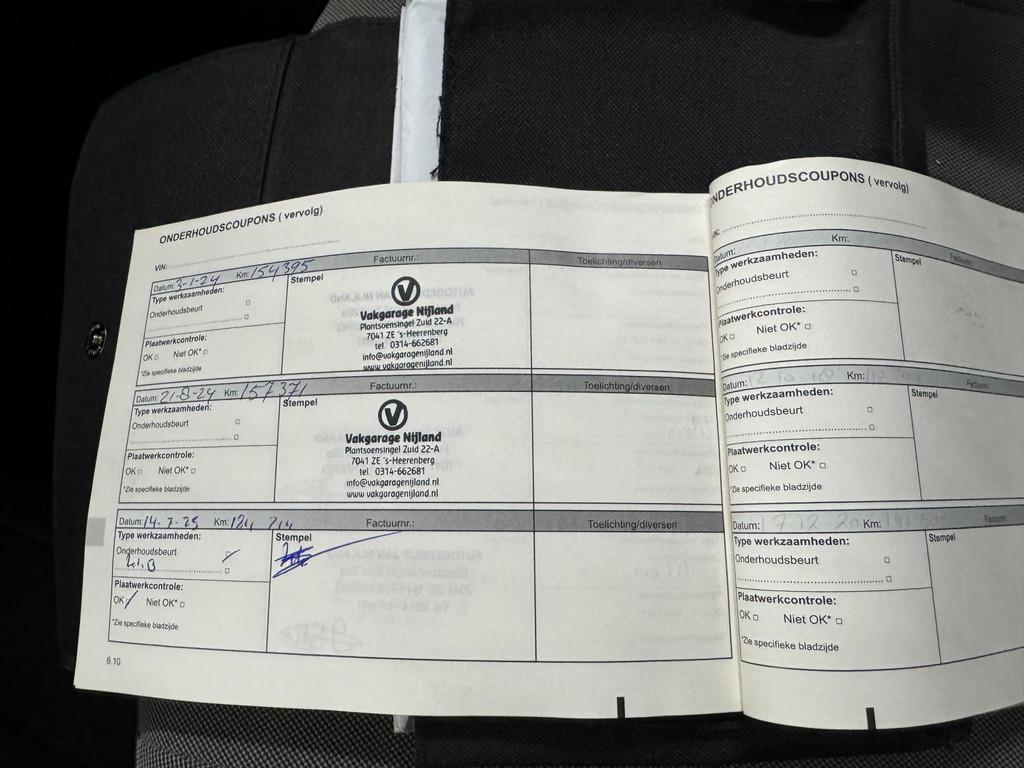 ONDERHOUDSCOUPONS ( vervolg)
VIN:
Datum: 3-1-24 Km: 154395 Factuurnr.: Toelichting/diversen
Type werkzaamheden: Stempel
Onderhoudsbeurt
Plaatwerkcontrole:
OK Niet OK*
*Zie specifieke bladzijde
Vakgarage Nijland
Plantsoensingel Zuid 22-A
7041 ZE 's-Heerenberg
tel. 0314-662681
info@vakgaragenijland.nl
www.vakgaragenijland.nl
Datum: 21-8-24 Km: 157371 Factuurnr.: Toelichting/diversen
Type werkzaamheden: Stempel
Onderhoudsbeurt
Plaatwerkcontrole:
OK Niet OK*
*Zie specifieke bladzijde
Vakgarage Nijland
Plantsoensingel Zuid 22-A
7041 ZE 's-Heerenberg
tel. 0314-662681
info@vakgaragenijland.nl
www.vakgaragenijland.nl
Datum: 14-7-25 Km: 124 214 Factuurnr.: Toelichting/diversen
Type werkzaamheden: Stempel
Onderhoudsbeurt
Plaatwerkcontrole:
OK Niet OK*
*Zie specifieke bladzijde
6.10
ONDERHOUDSCOUPONS ( vervolg)
VIN:
Datum: Km:
Type werkzaamheden: Stempel
Onderhoudsbeurt
Plaatwerkcontrole:
OK Niet OK*
*Zie specifieke bladzijde
Datum: Km:
Type werkzaamheden: Stempel
Onderhoudsbeurt
Plaatwerkcontrole:
OK Niet OK*
*Zie specifieke bladzijde
Datum: Km:
Type werkzaamheden: Stempel
Onderhoudsbeurt
Plaatwerkcontrole:
OK Niet OK*
*Zie specifieke bladzijde